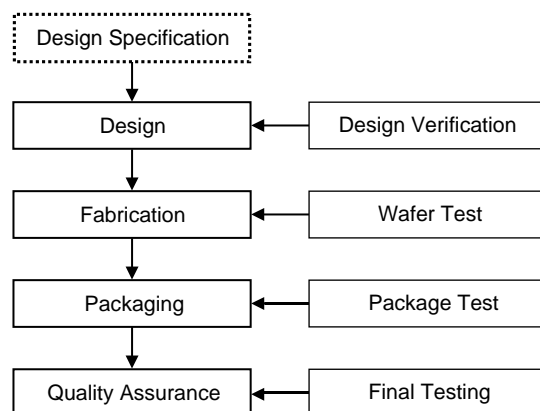 Design Specification
Design
Design Verification
Fabrication
Wafer Test
Packaging
Package Test
Quality Assurance
Final Testing